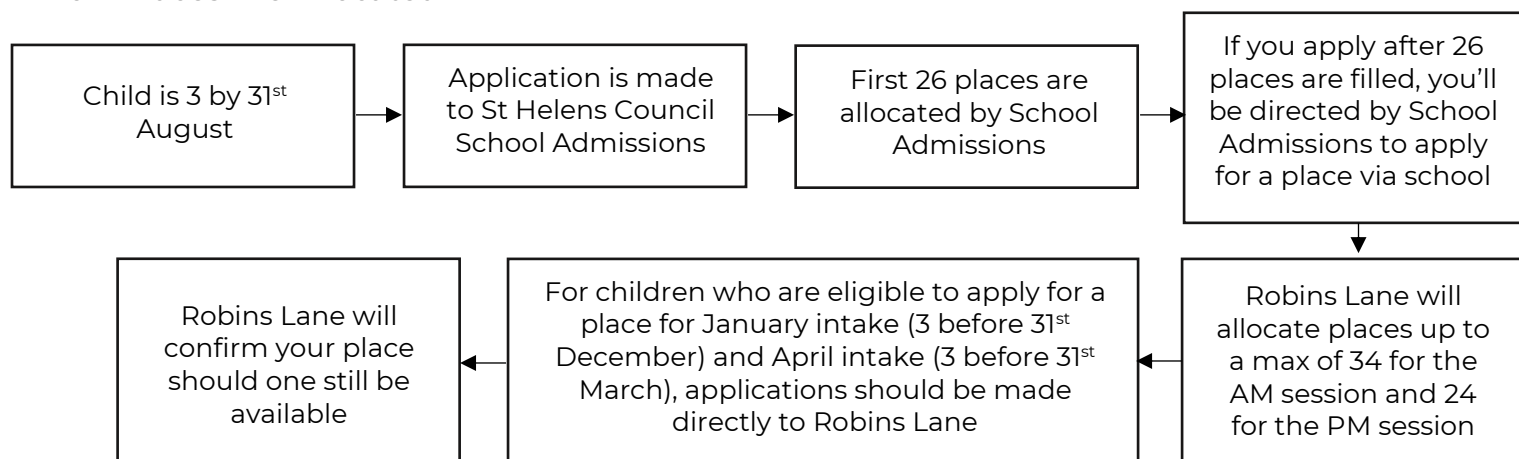 Child is 3 by 31st
August
Application is made
to St Helens Council
School Admissions
First 26 places are
allocated by School
Admissions
If you apply after 26
places are filled, you’ll
be directed by School
Admissions to apply
for a place via school
Robins Lane will
allocate places up to
a max of 34 for the
AM session and 24
for the PM session
For children who are eligible to apply for a
place for January intake (3 before 31st
December) and April intake (3 before 31st
March), applications should be made
directly to Robins Lane
Robins Lane will
confirm your place
should one still be
available